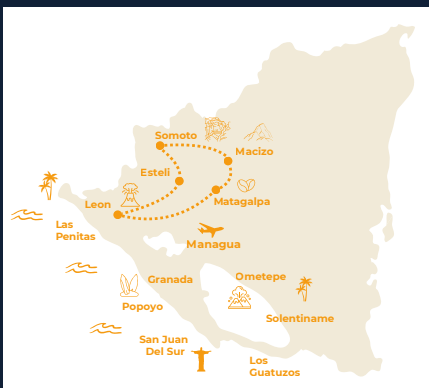 Somoto
Macizo
Esteli
Matagalpa
Leon
Las
Penitas
Managua
Granada
Ometepe
Popoyo
Solentiname
San Juan
Del Sur
Los
Guatuzos